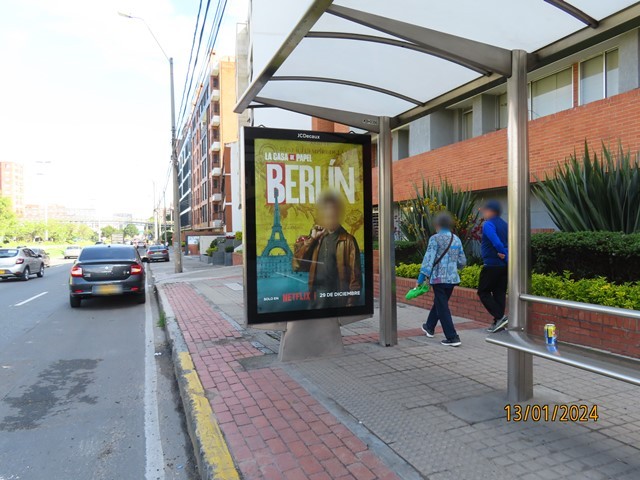 JCDecaux
LA CASA DE PAPEL
BERLÍN
SOLO EN NETFLIX 29 DE DICIEMBRE
13/01/2024